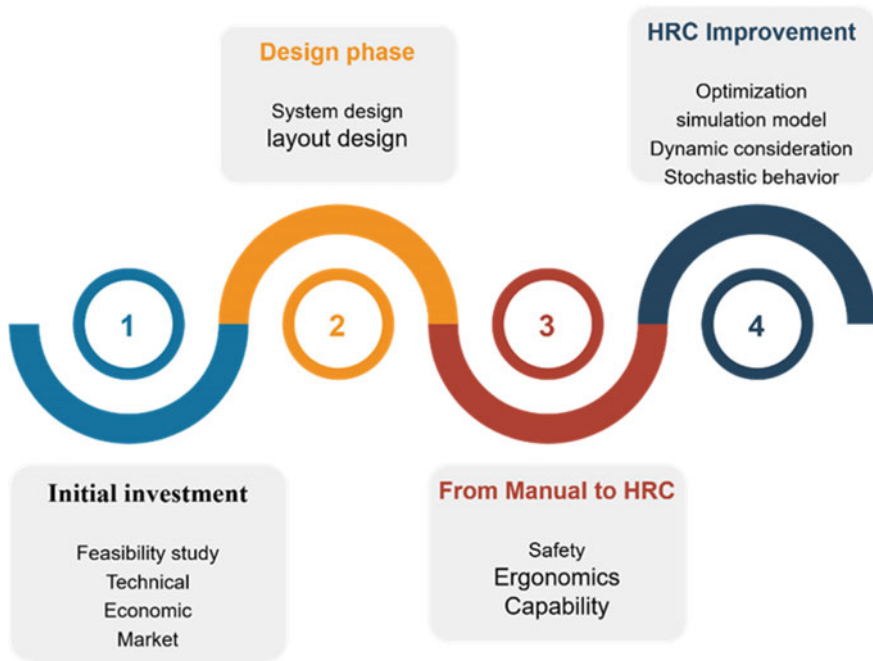 1
Initial investment
Feasibility study
Technical
Economic
Market
2
Design phase
System design
layout design
3
From Manual to HRC
Safety
Ergonomics
Capability
4
HRC Improvement
Optimization
simulation model
Dynamic consideration
Stochastic behavior